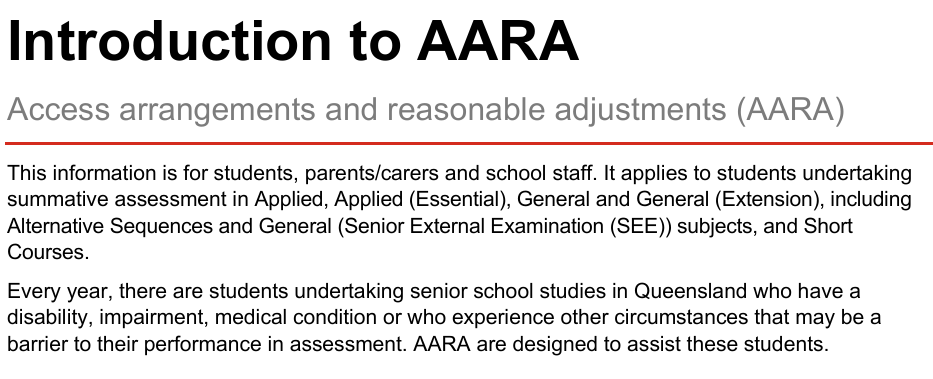 Introduction to AARA
Access arrangements and reasonable adjustments (AARA)
This information is for students, parents/carers and school staff. It applies to students undertaking
summative assessment in Applied, Applied (Essential), General and General (Extension), including
Alternative Sequences and General (Senior External Examination (SEE)) subjects, and Short
Courses.
Every year, there are students undertaking senior school studies in Queensland who have a
disability, impairment, medical condition or who experience other circumstances that may be a
barrier to their performance in assessment. AARA are designed to assist these students.